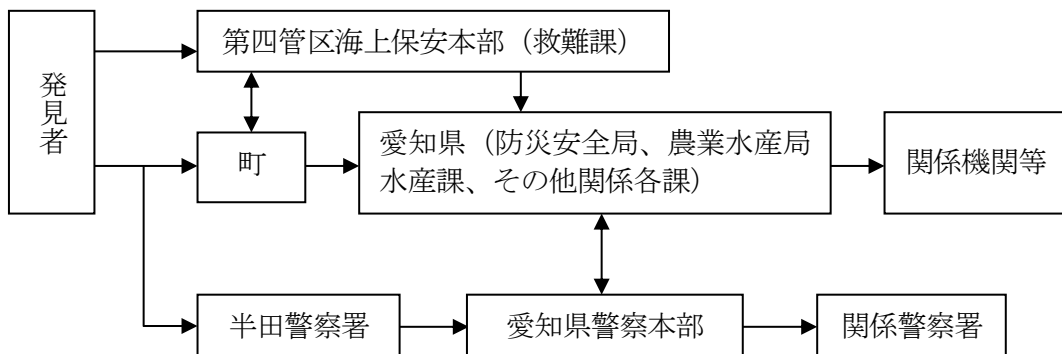 第四管区海上保安本部（救難課）
発見者
町
愛知県（防災安全局、農業水産局
水産課、その他関係各課）
関係機関等
半田警察署
愛知県警察本部
関係警察署